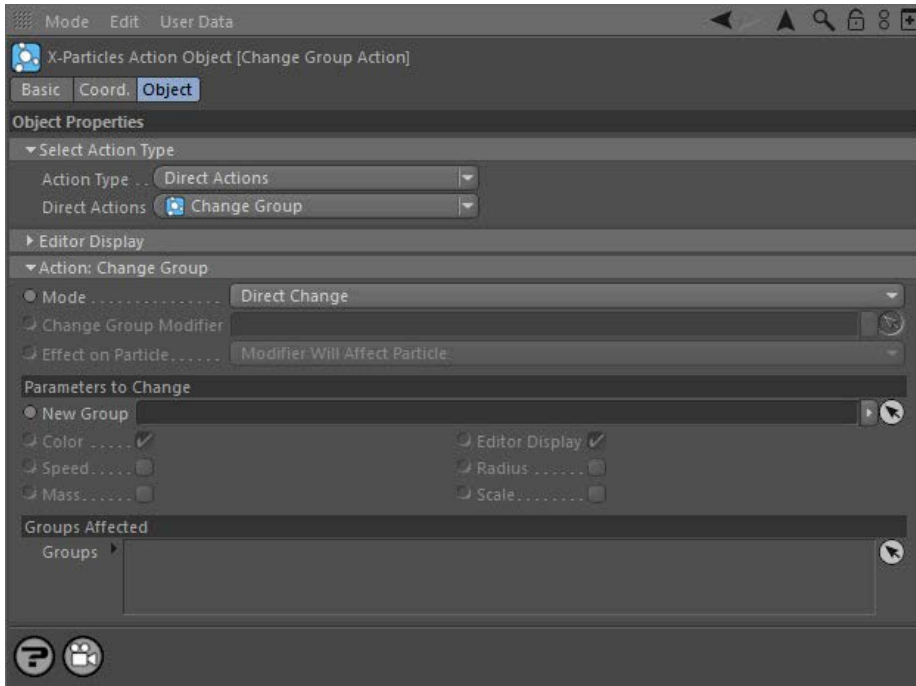 Mode Edit User Data
X-Particles Action Object [Change Group Action]
Basic Coord. Object
Object Properties
Select Action Type
Action Type . . Direct Actions
Direct Actions Change Group
Editor Display
Action: Change Group
Mode . . . . . . . . . . . . . . . Direct Change
Change Group Modifier
Effect on Particle . . . . . . Modifier Will Affect Particle
Parameters to Change
New Group
Color . . . . . Editor Display
Speed . . . . . Radius . . . . . .
Mass . . . . . . Scale . . . . . . . .
Groups Affected
Groups